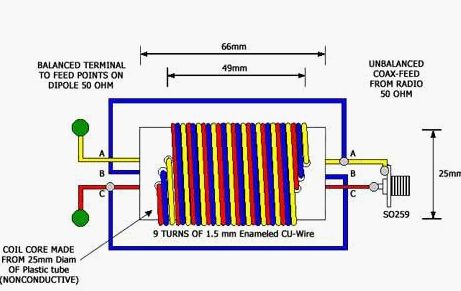 66mm
49mm
BALANCED TERMINAL
TO FEED POINTS ON
DIPOLE 50 OHM
UNBALANCED
COAX-FEED
FROM RADIO
50 OHM
A
B
C
A
B
C
25mm
SO259
9 TURNS OF 1.5 mm Enameled CU-Wire
COIL CORE MADE
FROM 25mm Diam
OF Plastic tube
(NONCONDUCTIVE)